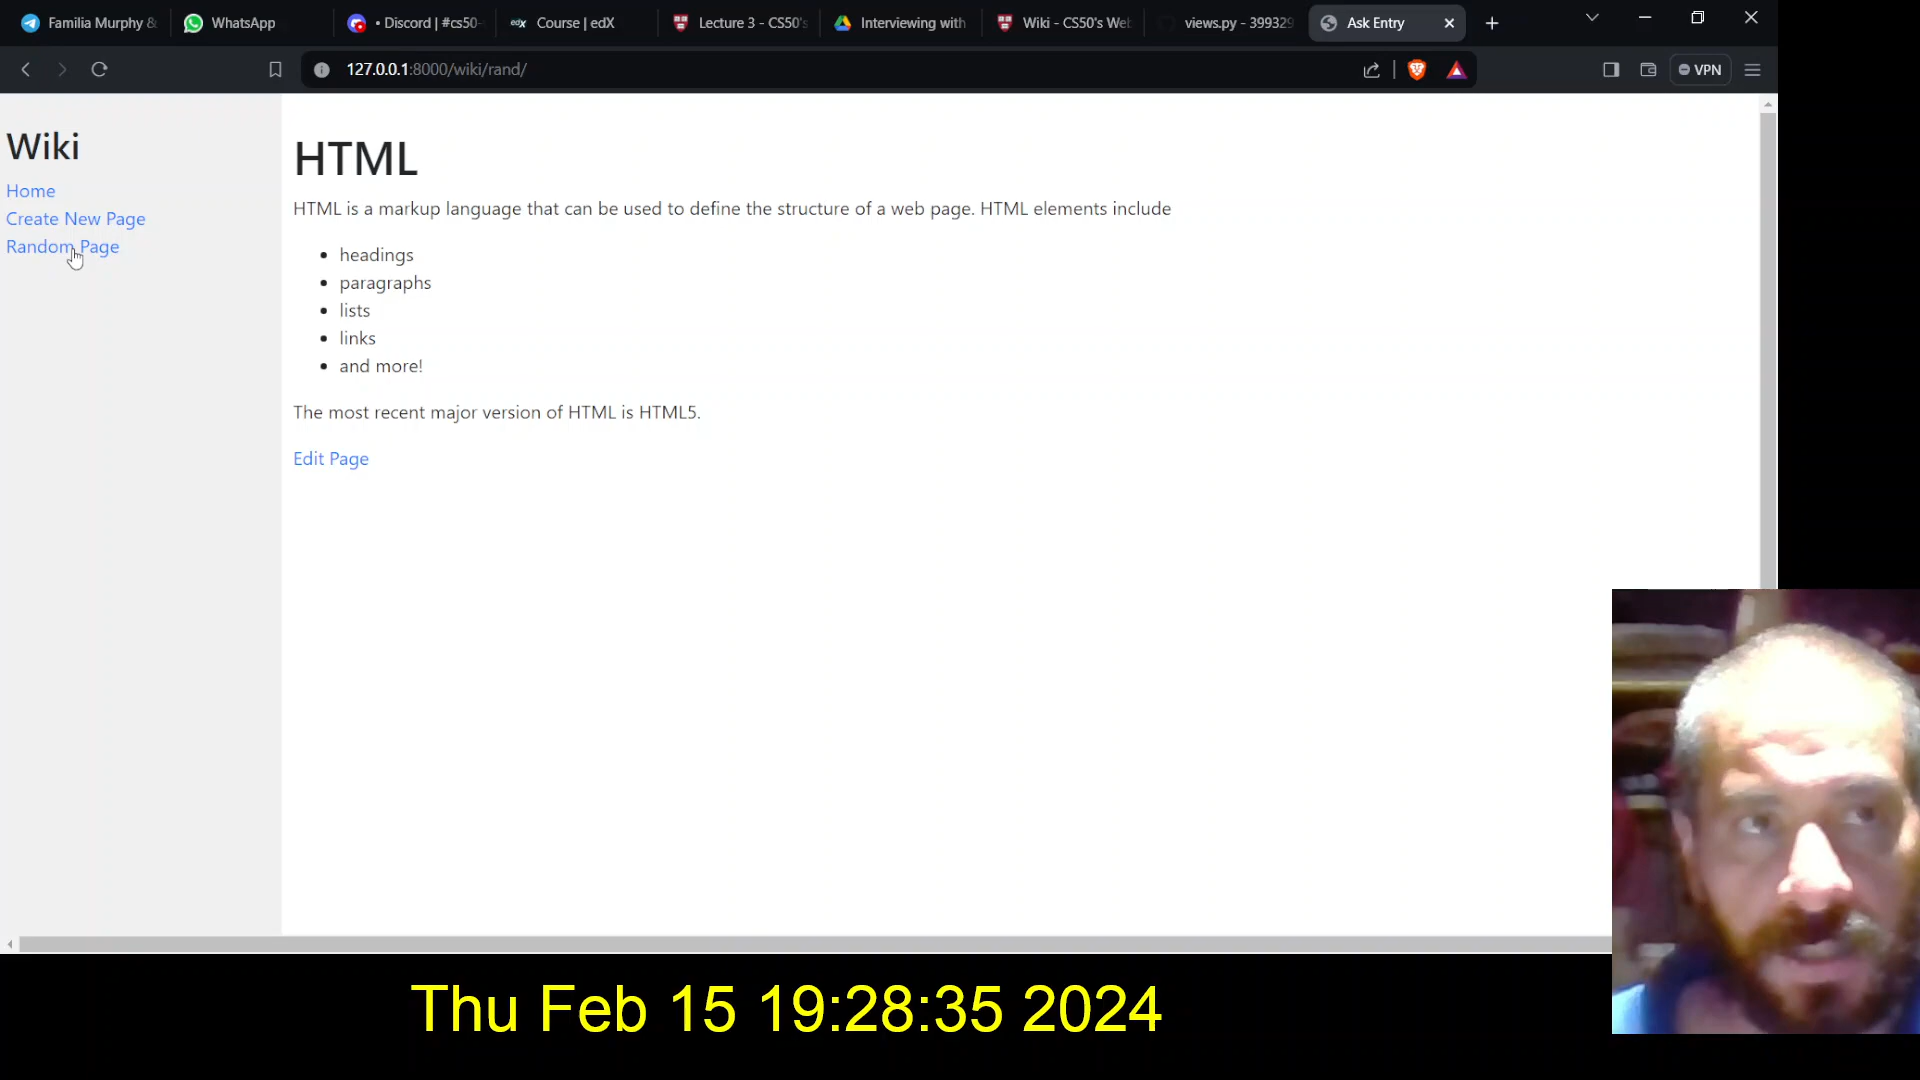 Familia Murphy &
WhatsApp
• Discord | #cs50-
edX
Course | edX
Lecture 3 - CS50's
Interviewing with
Wiki - CS50's Web
views.py - 399329
Ask Entry
127.0.0.1:8000/wiki/rand/
VPN
Wiki
Home
Create New Page
Random Page
HTML
HTML is a markup language that can be used to define the structure of a web page. HTML elements include
• headings
• paragraphs
• lists
• links
• and more!
The most recent major version of HTML is HTML5.
Edit Page
Thu Feb 15 19:28:35 2024